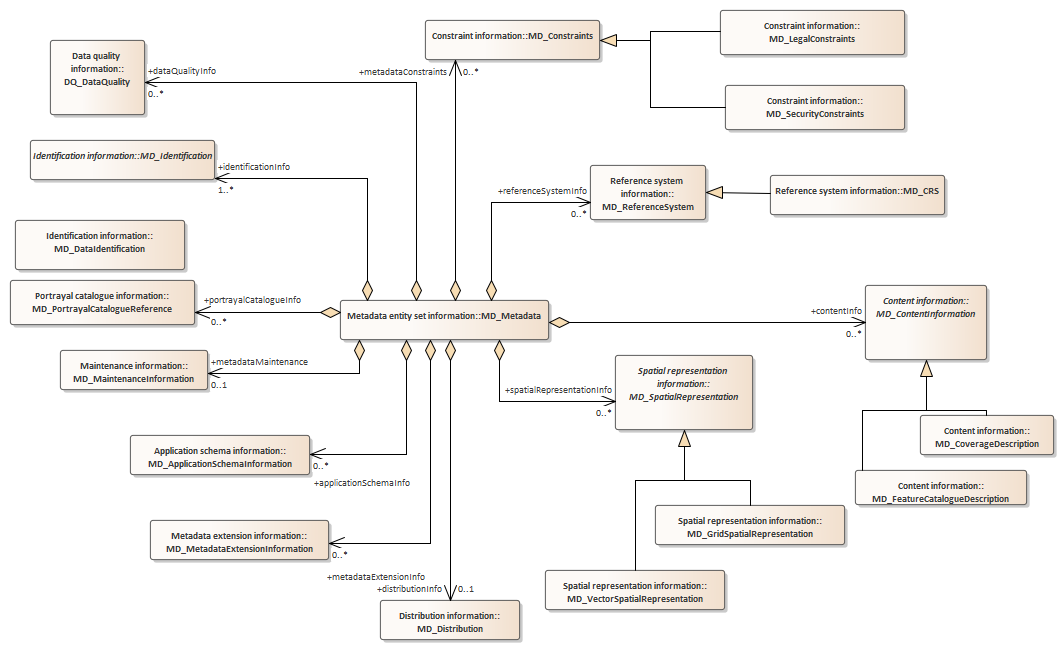 Constraint information::
MD_LegalConstraints
Constraint information::MD_Constraints
Data quality
information::
DQ_DataQuality
+dataQualityInfo
0..*
+metadataConstraints
0..*
Constraint information::
MD_SecurityConstraints
Identification information::MD_Identification
+identificationInfo
1..*
+referenceSystemInfo
0..*
Reference system
information::
MD_ReferenceSystem
Reference system information::MD_CRS
Identification information::
MD_DataIdentification
Portrayal catalogue information::
MD_PortrayalCatalogueReference
+portrayalCatalogueInfo
0..*
Metadata entity set information::MD_Metadata
+contentInfo
0..*
Content information::
MD_ContentInformation
Maintenance information::
MD_MaintenanceInformation
+metadataMaintenance
0..1
+spatialRepresentationInfo
0..*
Spatial representation
information::
MD_SpatialRepresentation
Content information::
MD_CoverageDescription
Application schema information::
MD_ApplicationSchemaInformation
0..*
+applicationSchemaInfo
Content information::
MD_FeatureCatalogueDescription
Spatial representation information::
MD_GridSpatialRepresentation
Metadata extension information::
MD_MetadataExtensionInformation
0..*
+metadataExtensionInfo
+distributionInfo
0..1
Spatial representation information::
MD_VectorSpatialRepresentation
Distribution information::
MD_Distribution